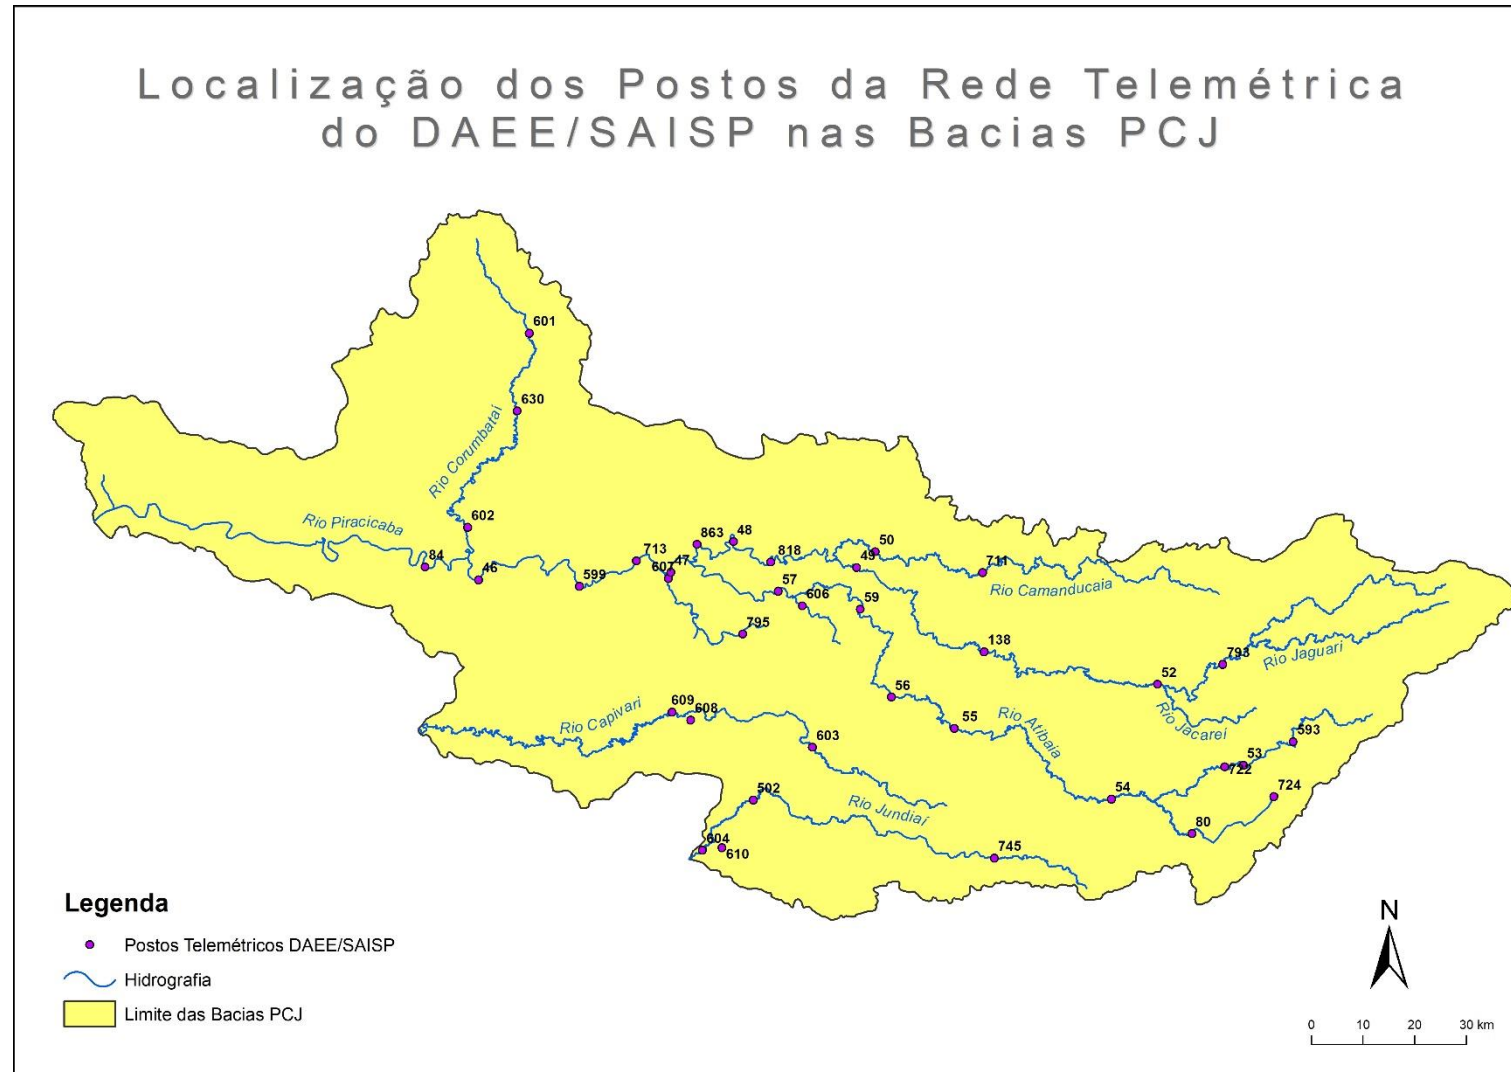 Localização dos Postos da Rede Telemétrica
do DAEE/SAISP nas Bacias PCJ
601
630
Rio Corumbataí
602
Rio Piracicaba
84
46
599
713
607
47
863
48
818
50
49
711
Rio Camanducaia
57
606
59
795
138
793
Rio Jaguari
52
Rio Jacareí
56
55
Rio Atibaia
593
53
722
724
54
80
609
608
Rio Capivari
603
502
Rio Jundiaí
604
610
745
Legenda
Postos Telemétricos DAEE/SAISP
Hidrografia
Limite das Bacias PCJ
N
0 10 20 30 km